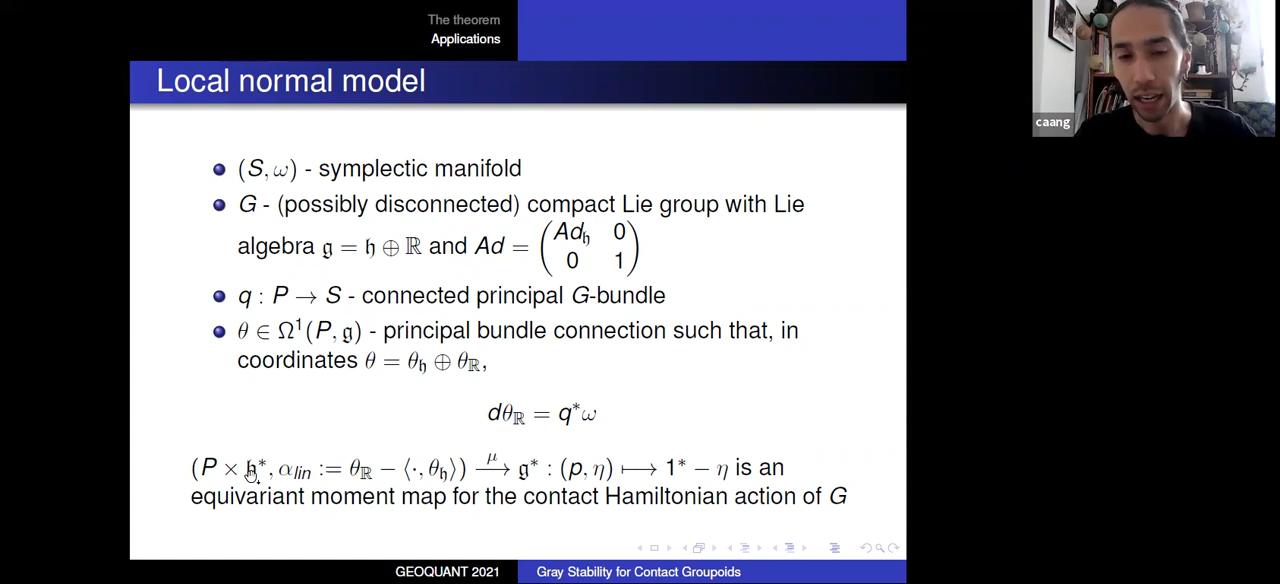 The theorem
Applications
Local normal model
(S, ω) - symplectic manifold
G - (possibly disconnected) compact Lie group with Lie
algebra 𝔤 = 𝔥 ⊕ ℝ and Ad = (Ad_𝔥 0
0 1)
q : P → S - connected principal G-bundle
θ ∈ Ω¹(P, 𝔤) - principal bundle connection such that, in
coordinates θ = θ_𝔥 ⊕ θ_ℝ,
dθ_ℝ = q*ω
(P × 𝔥*, α_lin := θ_ℝ − ⟨·, θ_𝔥⟩) μ⟶ 𝔤* : (p, η) ⟼ 1* − η is an
equivariant moment map for the contact Hamiltonian action of G
GEOQUANT 2021
Gray Stability for Contact Groupoids
caang